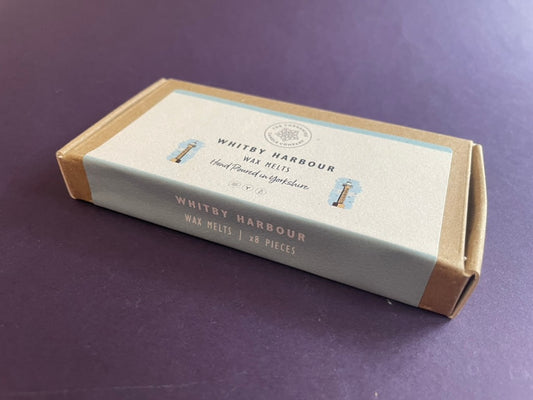 WHITBY HARBOUR
WAX MELTS
Hand Poured in Yorkshire
WHITBY HARBOUR
WAX MELTS | x8 PIECES